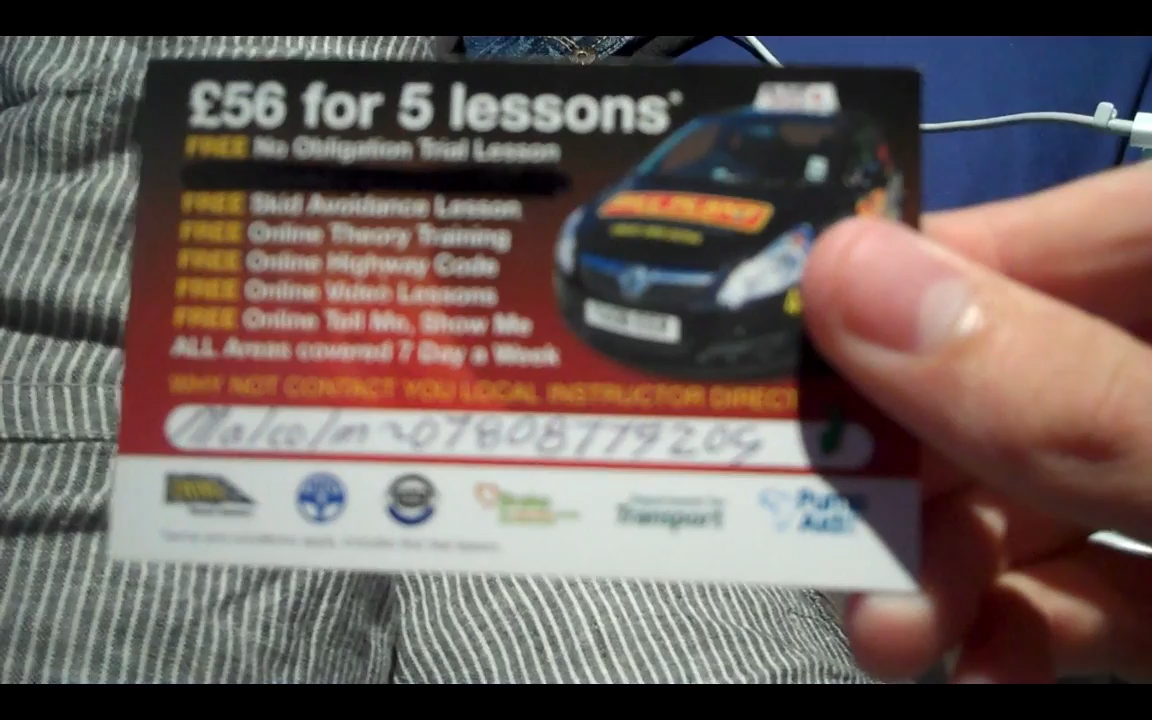 £56 for 5 lessons*
FREE No Obligation Trial Lesson
FREE Skid Avoidance Lesson
FREE Online Theory Training
FREE Online Highway Code
FREE Online Video Lessons
FREE Online Tell Me, Show Me
ALL Areas covered 7 Day a Week
WHY NOT CONTACT YOU LOCAL INSTRUCTOR DIRECT
Malcolm 07808779209
Transport